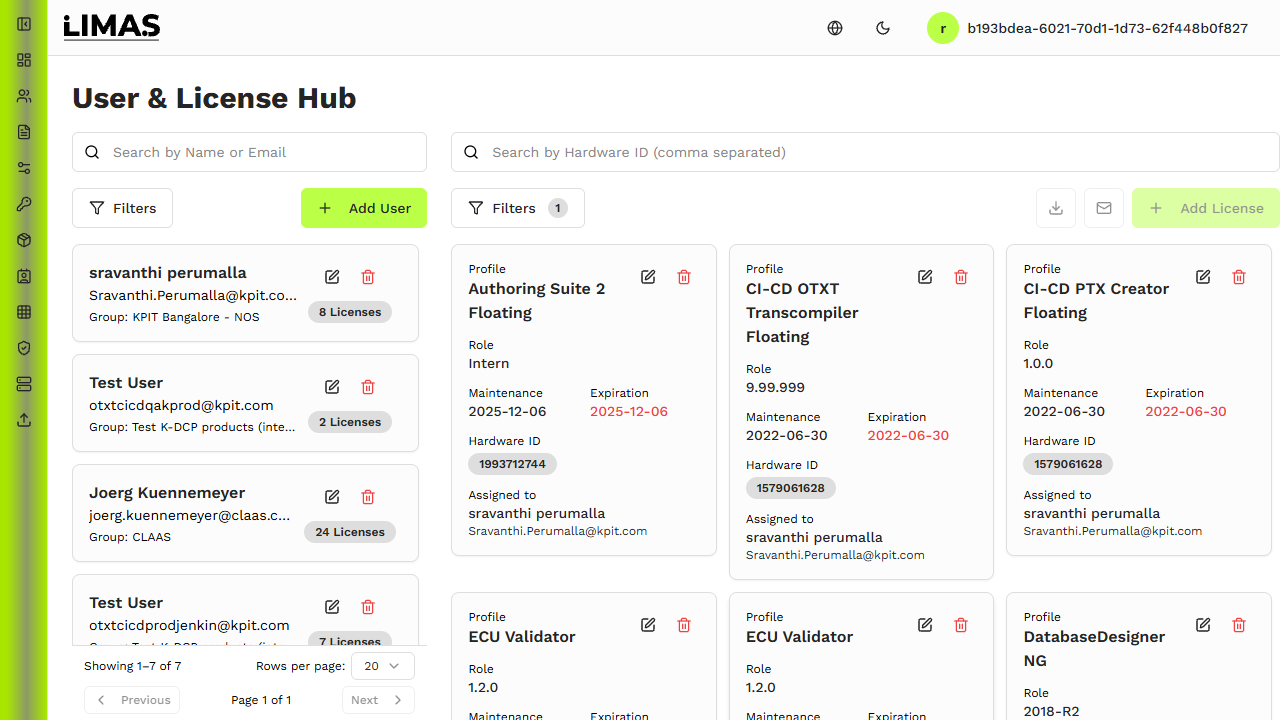 LIMAS
r
b193bdea-6021-70d1-1d73-62f448b0f827
User & License Hub
Search by Name or Email
Filters
Add User
sravanthi perumalla
Sravanthi.Perumalla@kpit.co...
Group: KPIT Bangalore - NOS
8 Licenses
Test User
otxtcicdqakprod@kpit.com
Group: Test K-DCP products (inte...
2 Licenses
Joerg Kuennemeyer
joerg.kuennemeyer@claas.c...
Group: CLAAS
24 Licenses
Test User
otxtcicdprodjenkin@kpit.com
7 Licenses
Showing 1–7 of 7
Rows per page:
20
Previous
Page 1 of 1
Next
Search by Hardware ID (comma separated)
Filters
1
Add License
Profile
Authoring Suite 2
Floating
Role
Intern
Maintenance
Expiration
2025-12-06
2025-12-06
Hardware ID
1993712744
Assigned to
sravanthi perumalla
Sravanthi.Perumalla@kpit.com
Profile
CI-CD OTXT
Transcompiler
Floating
Role
9.99.999
Maintenance
Expiration
2022-06-30
2022-06-30
Hardware ID
1579061628
Assigned to
sravanthi perumalla
Sravanthi.Perumalla@kpit.com
Profile
CI-CD PTX Creator
Floating
Role
1.0.0
Maintenance
Expiration
2022-06-30
2022-06-30
Hardware ID
1579061628
Assigned to
sravanthi perumalla
Sravanthi.Perumalla@kpit.com
Profile
ECU Validator
Role
1.2.0
Maintenance
Expiration
Profile
ECU Validator
Role
1.2.0
Maintenance
Expiration
Profile
DatabaseDesigner
NG
Role
2018-R2